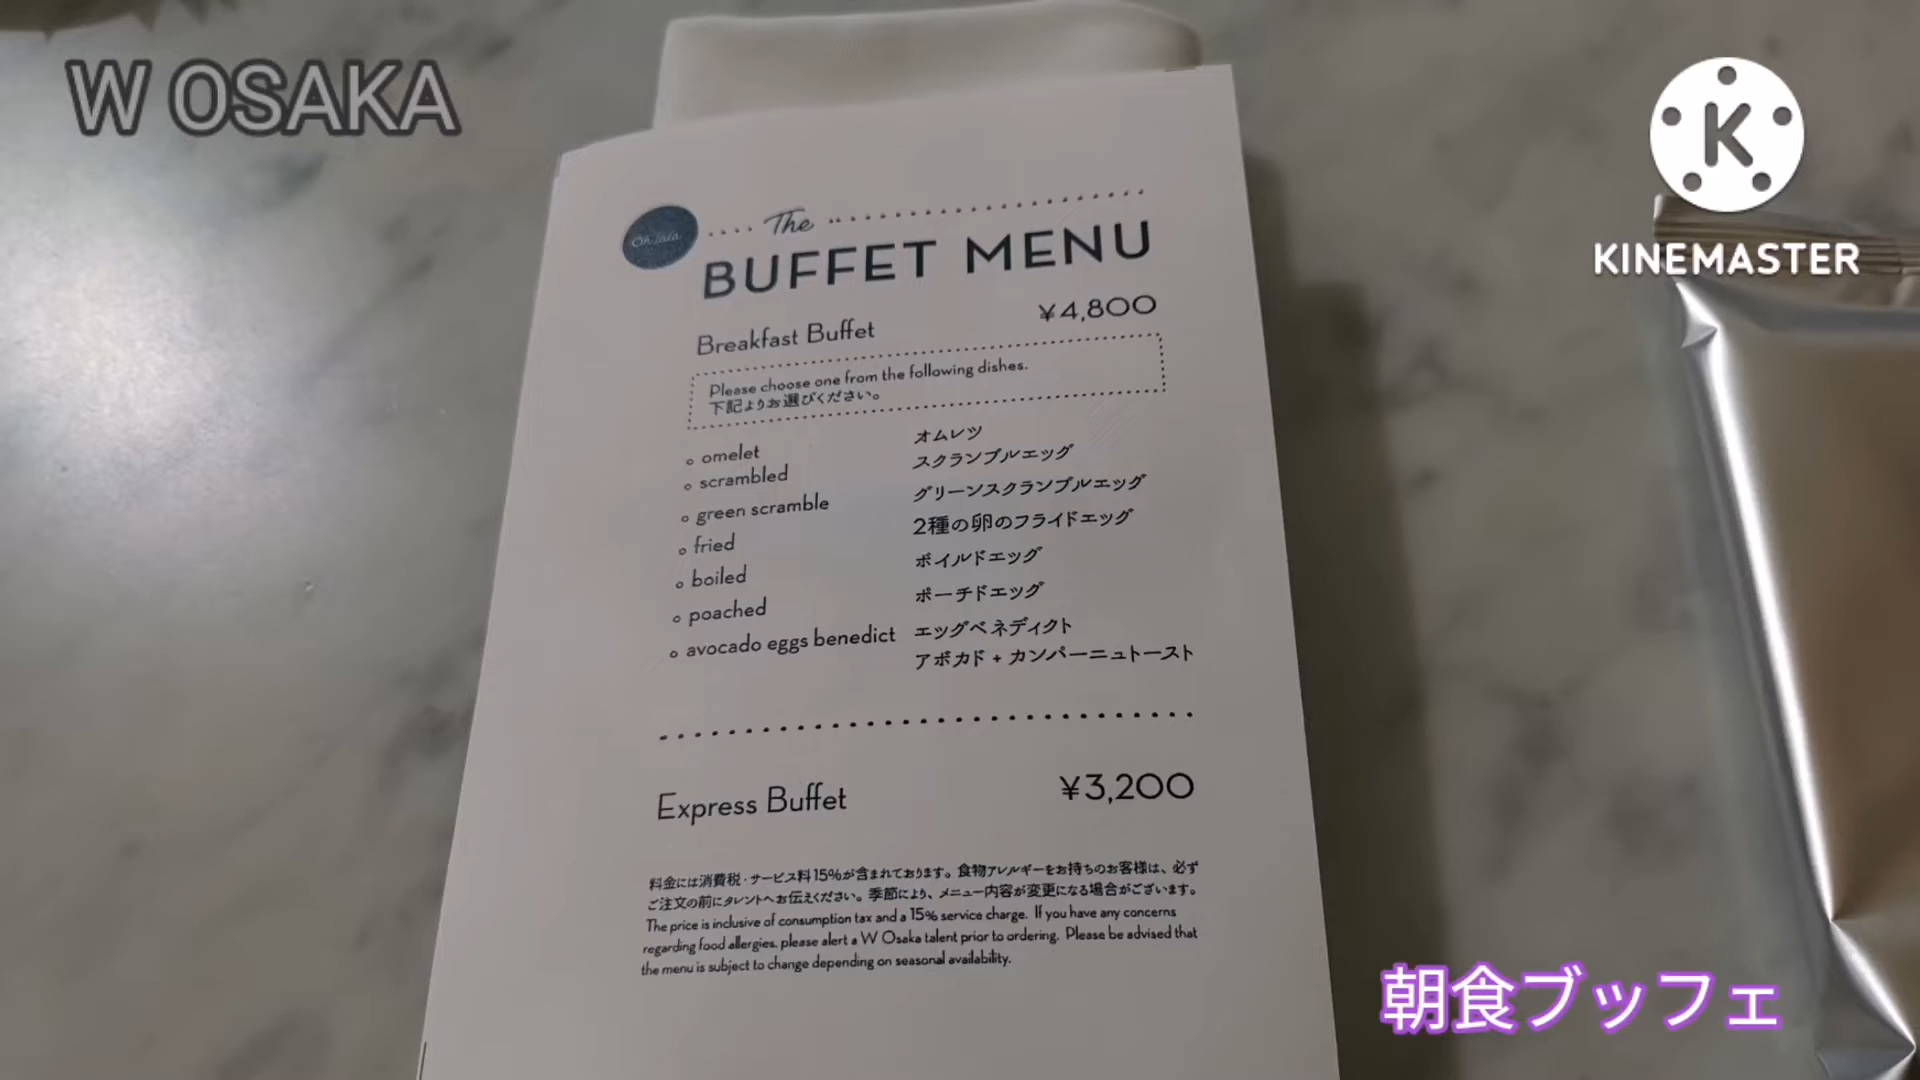 W OSAKA
K
KINEMASTER
Oh.lala.
The
BUFFET MENU
Breakfast Buffet ¥4,800
Please choose one from the following dishes.
下記よりお選びください。
omelet オムレツ
scrambled スクランブルエッグ
green scramble グリーンスクランブルエッグ
fried 2種の卵のフライドエッグ
boiled ボイルドエッグ
poached ポーチドエッグ
avocado eggs benedict エッグベネディクト
アボカド + カンパーニュトースト
Express Buffet ¥3,200
料金には消費税・サービス料15%が含まれております。食物アレルギーをお持ちのお客様は、必ず
ご注文の前にタレントへお伝えください。季節により、メニュー内容が変更になる場合がございます。
The price is inclusive of consumption tax and a 15% service charge. If you have any concerns
regarding food allergies, please alert a W Osaka talent prior to ordering. Please be advised that
the menu is subject to change depending on seasonal availability.
朝食ブッフェ